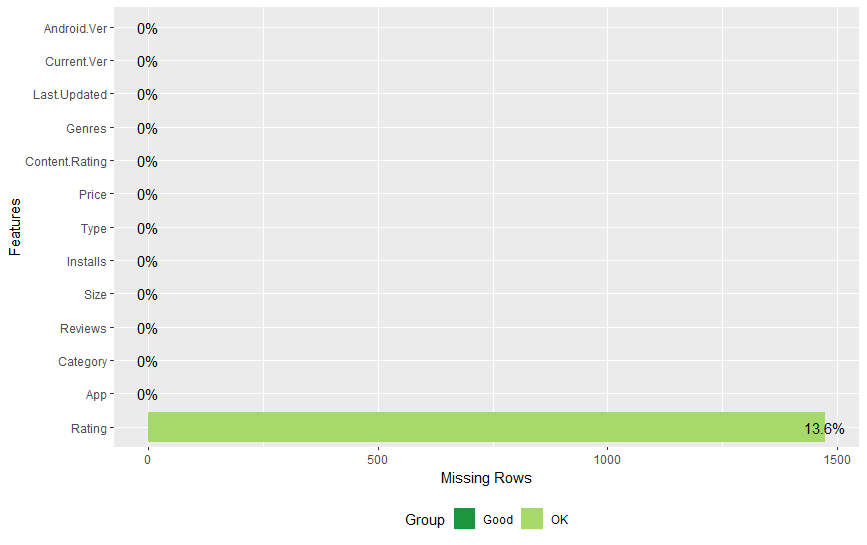 Android.Ver 0%
Current.Ver 0%
Last.Updated 0%
Genres 0%
Content.Rating 0%
Price 0%
Type 0%
Installs 0%
Size 0%
Reviews 0%
Category 0%
App 0%
Rating 13.6%
Features
0 500 1000 1500
Missing Rows
Group Good OK